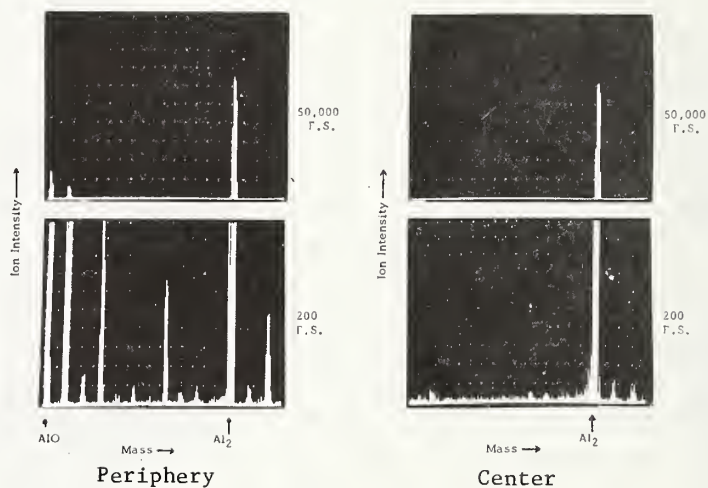 50,000
Γ.S.
50,000
Γ.S.
Ion Intensity
Ion Intensity
200
Γ.S.
200
Γ.S.
AlO
Al2
Mass
Al2
Mass
Periphery
Center